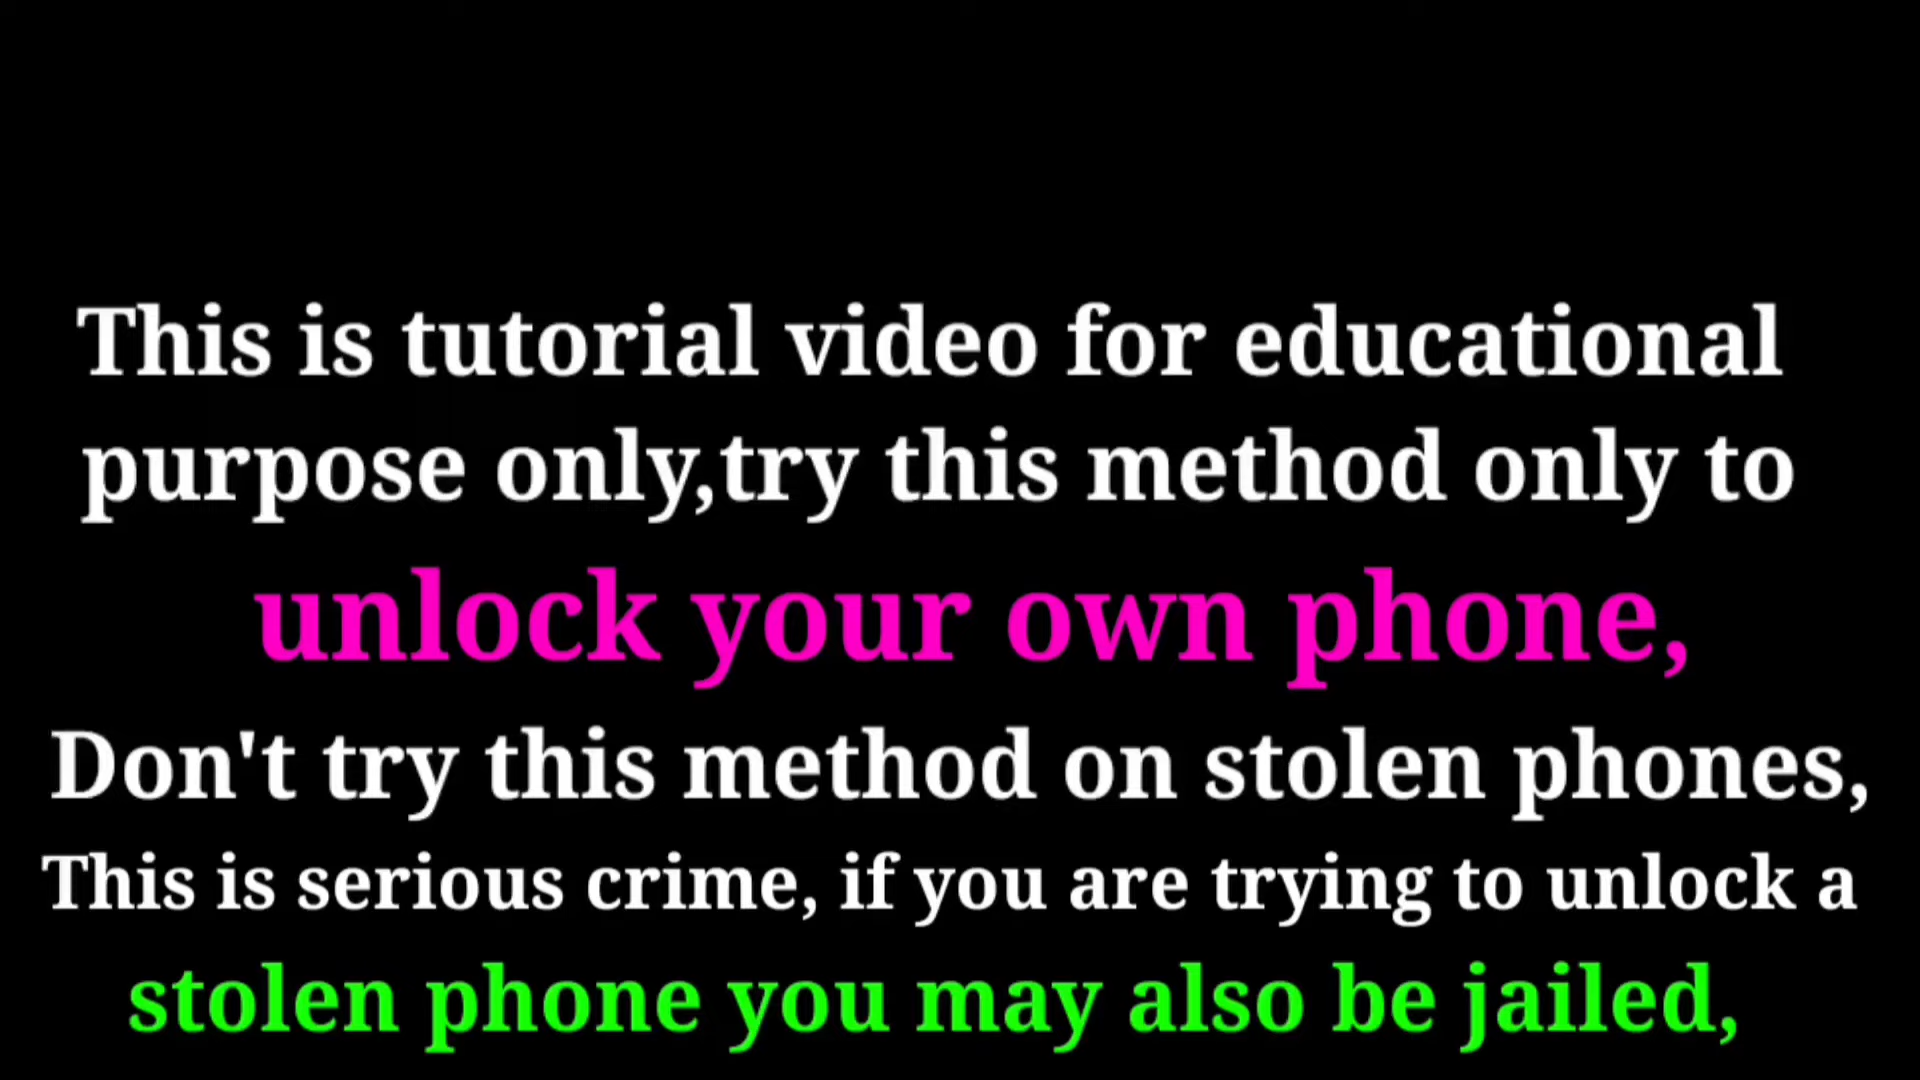 This is tutorial video for educational
purpose only,try this method only to
unlock your own phone,
Don't try this method on stolen phones,
This is serious crime, if you are trying to unlock a
stolen phone you may also be jailed,